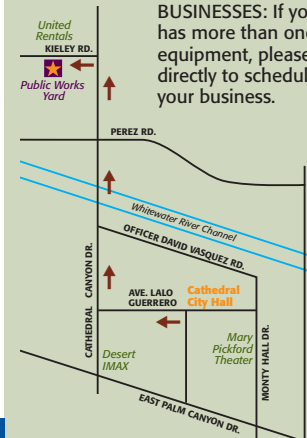 BUSINESSES: If yo
has more than one
equipment, please
directly to schedul
your business.
United
Rentals
KIELEY RD.
Public Works
Yard
PEREZ RD.
Whitewater River Channel
OFFICER DAVID VASQUEZ RD.
CATHEDRAL CANYON DR.
AVE. LALO
GUERRERO
Cathedral
City Hall
Desert
IMAX
Mary
Pickford
Theater
MONTY HALL DR.
EAST PALM CANYON DR.